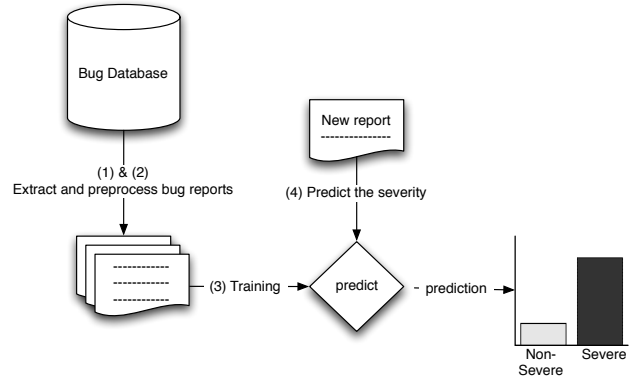 Bug Database
(1) & (2)
Extract and preprocess bug reports
New report
(4) Predict the severity
(3) Training
predict
prediction
Non-
Severe
Severe